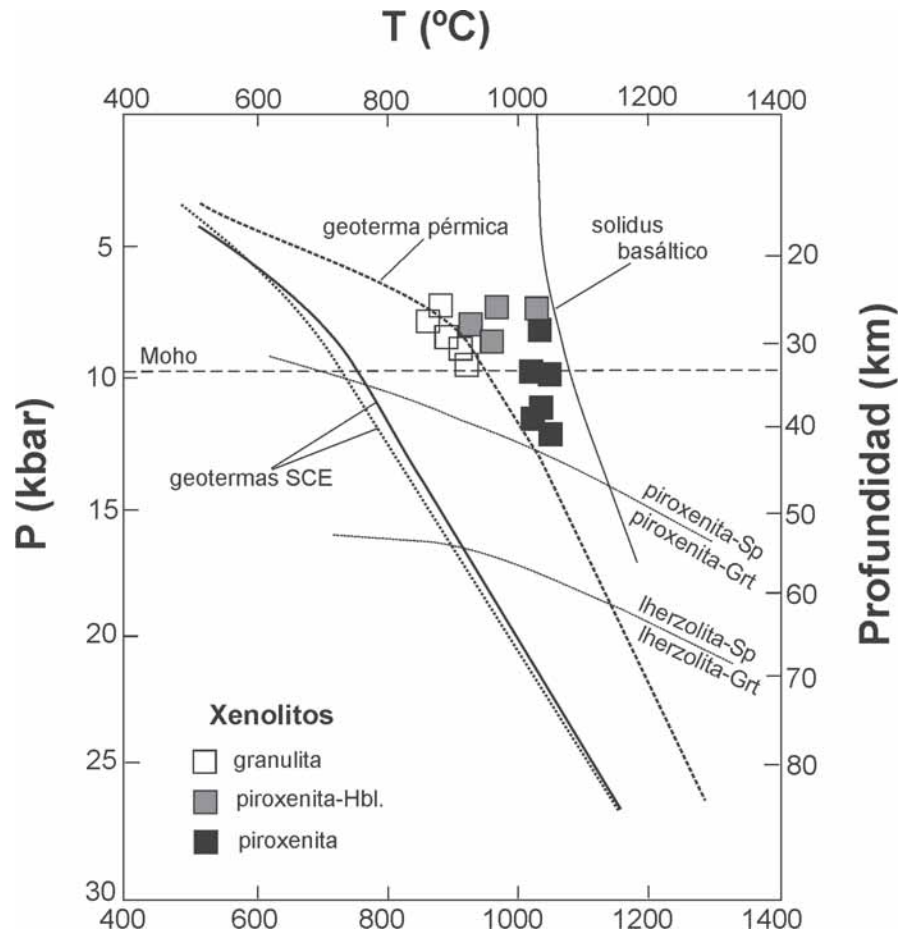 T (ºC)
400 600 800 1000 1200 1400
geoterma pérmica
solidus
basáltico
5
20
30
Moho
10
P (kbar)
Profundidad (km)
40
geotermas SCE
piroxenita-Sp
piroxenita-Grt
15
50
60
lherzolita-Sp
lherzolita-Grt
20
70
Xenolitos
granulita
25
80
piroxenita-Hbl.
piroxenita
30
400 600 800 1000 1200 1400